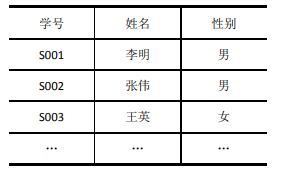 学号 姓名 性别
S001 李明 男
S002 张伟 男
S003 王英 女
… … …